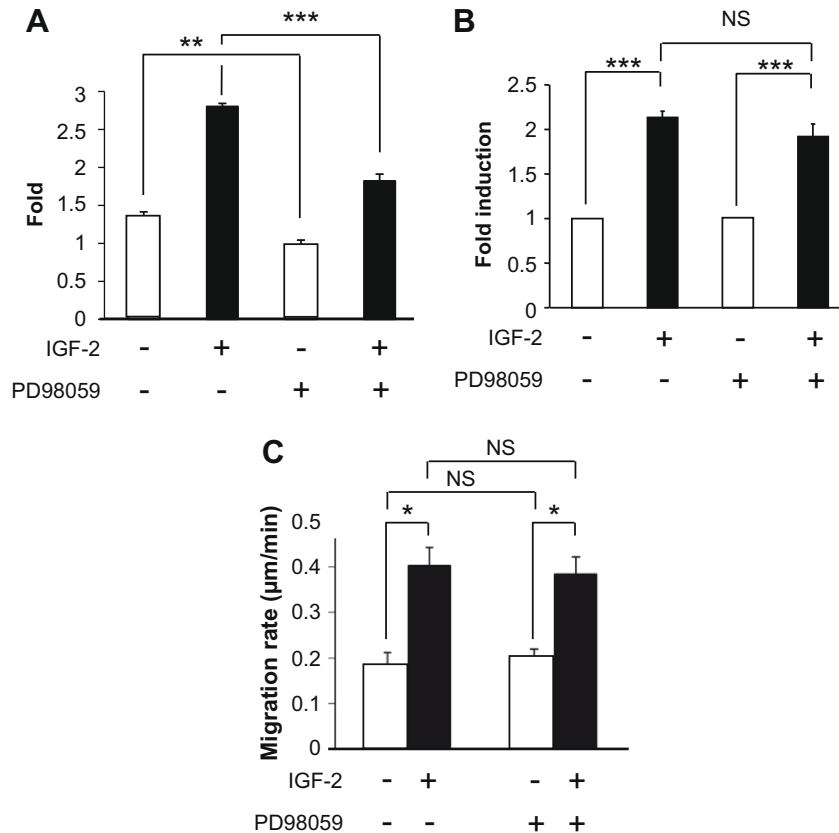 A
**
***
Fold
3
2.5
2
1.5
1
0.5
0
IGF-2 - + - +
PD98059 - - + +
B
NS
***
***
Fold induction
2.5
2
1.5
1
0.5
0
IGF-2 - + - +
PD98059 - - + +
C
NS
NS
*
*
Migration rate (µm/min)
0.5
0.4
0.3
0.2
0.1
0
IGF-2 - + - +
PD98059 - - + +